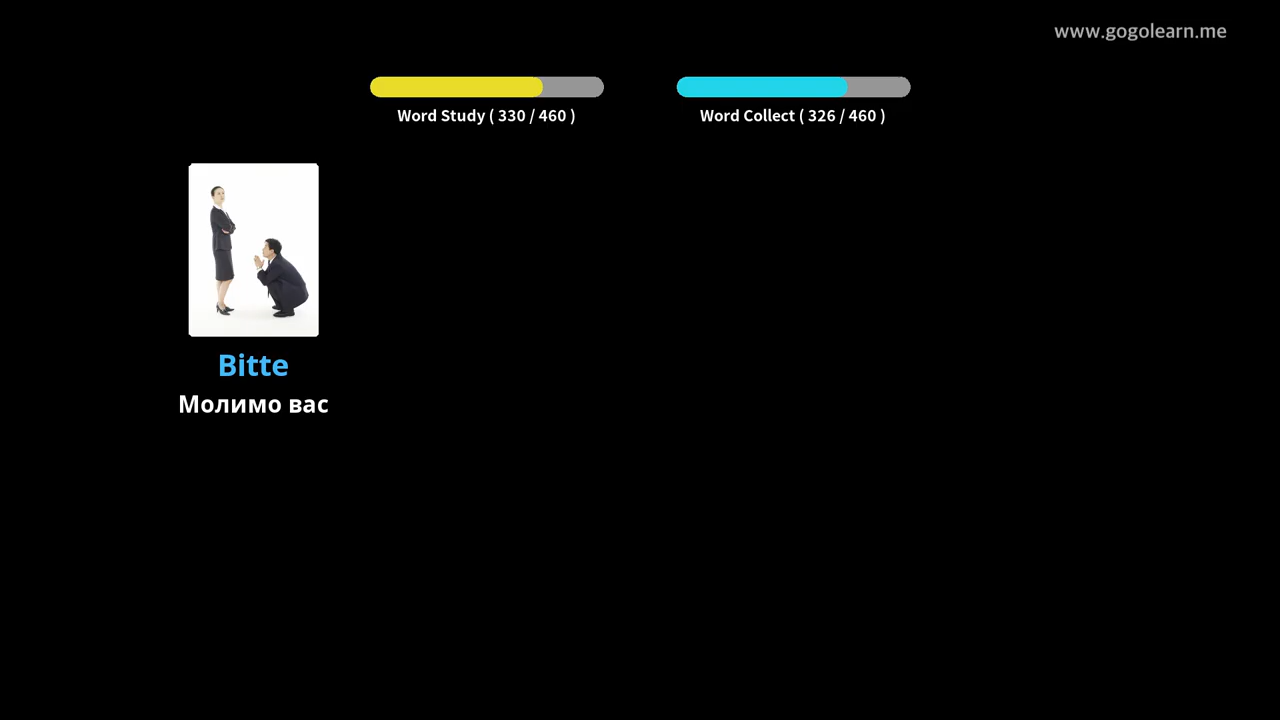 www.gogolearn.me
Word Study ( 330 / 460 )
Word Collect ( 326 / 460 )
Bitte
Молимо вас